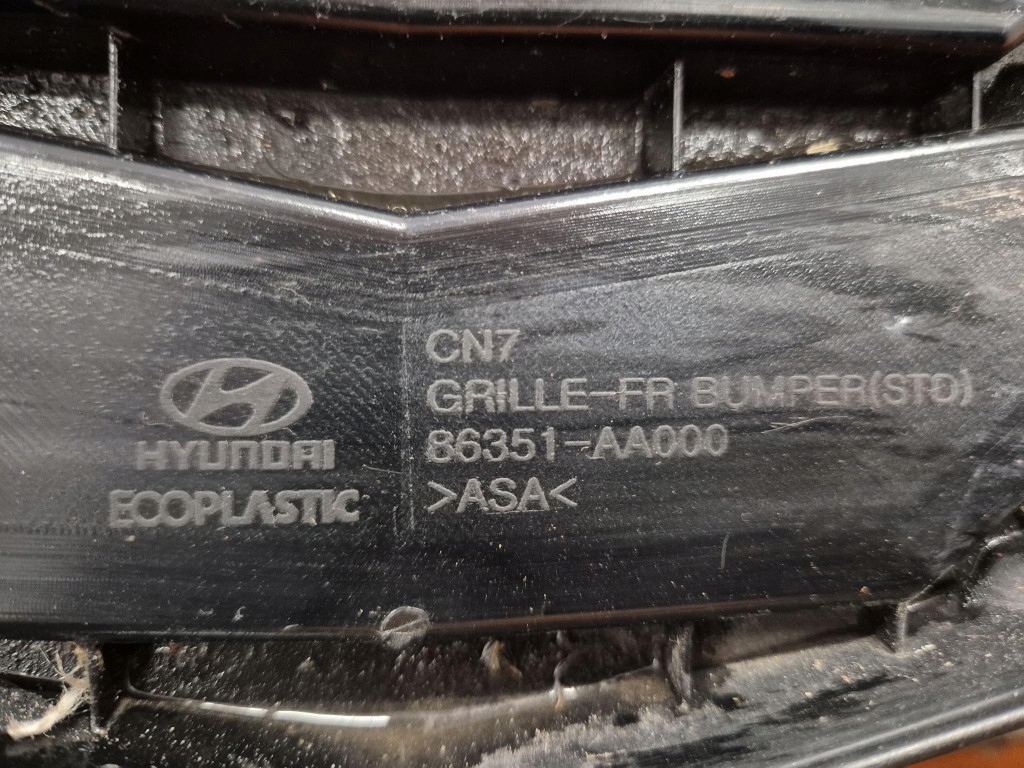 HYUNDAI
ECOPLASTIC
CN7
GRILLE-FR BUMPER(STD)
86351-AA000
>ASA<